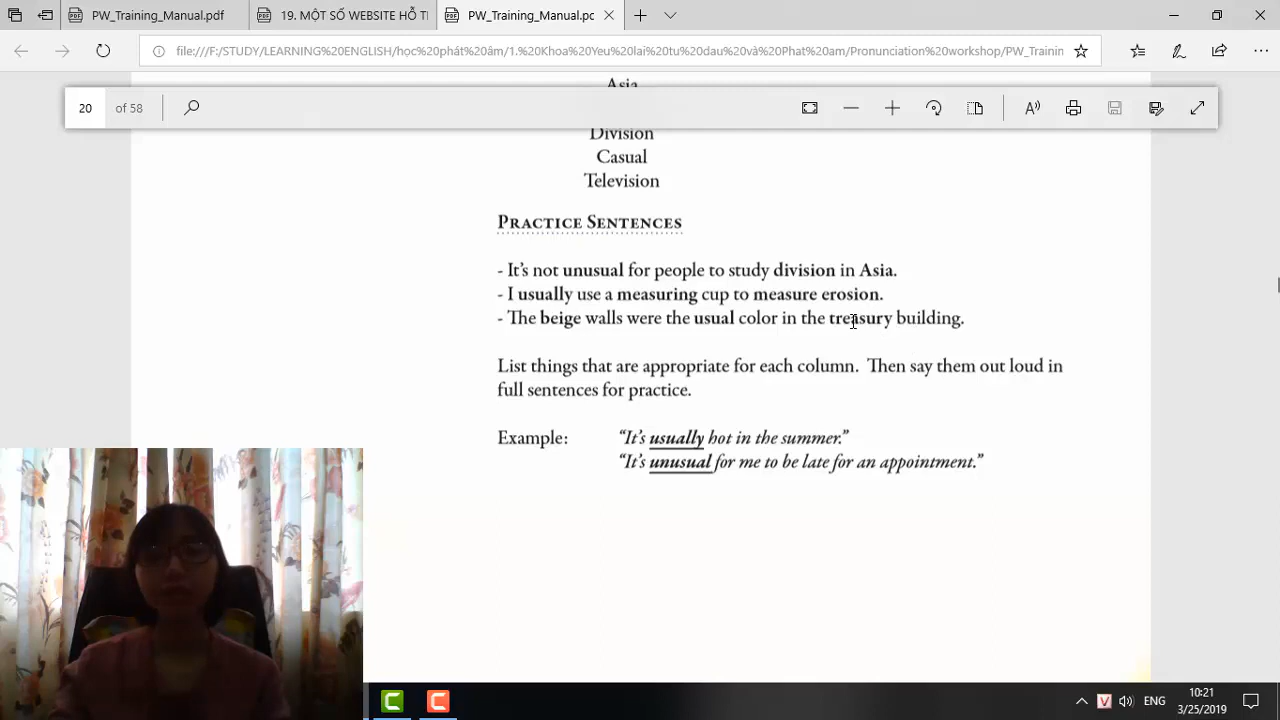 PW_Training_Manual.pdf
19. MỘT SỐ WEBSITE HỖ TI
PW_Training_Manual.pc
file:///F:/STUDY/LEARNING%20ENGLISH/học%20phát%20âm/1.%20Khoa%20Yeu%20lai%20tu%20dau%20và%20Phat%20am/Pronunciation%20workshop/PW_Trainin
Asia
20 of 58
Division
Casual
Television
PRACTICE SENTENCES
- It's not unusual for people to study division in Asia.
- I usually use a measuring cup to measure erosion.
- The beige walls were the usual color in the treasury building.
List things that are appropriate for each column. Then say them out loud in
full sentences for practice.
Example: "It's usually hot in the summer."
"It's unusual for me to be late for an appointment."
V ENG
10:21
3/25/2019